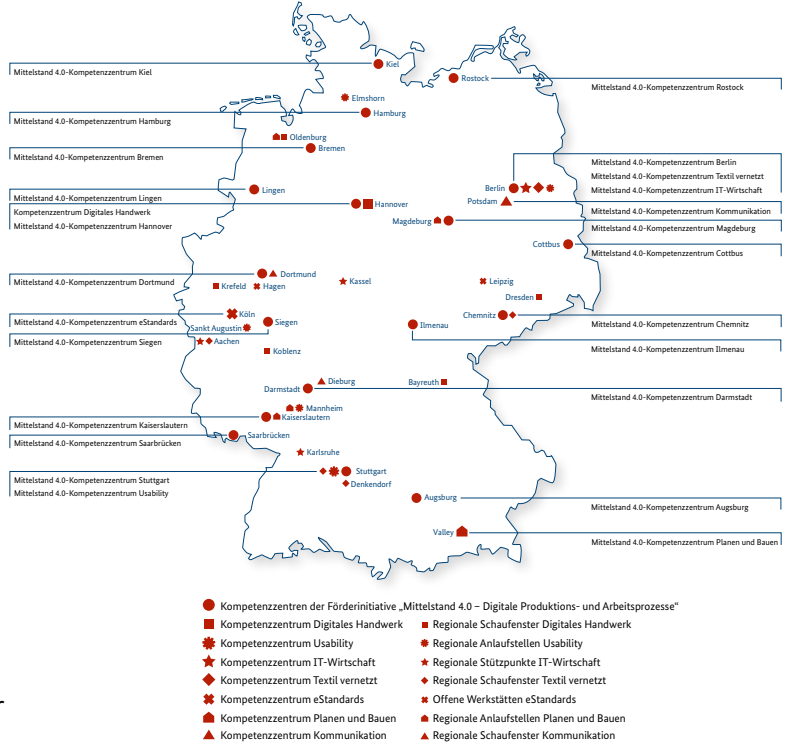 Kiel
Mittelstand 4.0-Kompetenzzentrum Kiel
Rostock
Mittelstand 4.0-Kompetenzzentrum Rostock
Elmshorn
Hamburg
Mittelstand 4.0-Kompetenzzentrum Hamburg
Oldenburg
Bremen
Mittelstand 4.0-Kompetenzzentrum Bremen
Mittelstand 4.0-Kompetenzzentrum Berlin
Mittelstand 4.0-Kompetenzzentrum Textil vernetzt
Mittelstand 4.0-Kompetenzzentrum IT-Wirtschaft
Berlin
Lingen
Mittelstand 4.0-Kompetenzzentrum Lingen
Potsdam
Hannover
Kompetenzzentrum Digitales Handwerk
Mittelstand 4.0-Kompetenzzentrum Hannover
Mittelstand 4.0-Kompetenzzentrum Kommunikation
Magdeburg
Mittelstand 4.0-Kompetenzzentrum Magdeburg
Cottbus
Mittelstand 4.0-Kompetenzzentrum Cottbus
Dortmund
Mittelstand 4.0-Kompetenzzentrum Dortmund
Krefeld
Hagen
Kassel
Leipzig
Dresden
Köln
Mittelstand 4.0-Kompetenzzentrum eStandards
Sankt Augustin
Siegen
Ilmenau
Chemnitz
Mittelstand 4.0-Kompetenzzentrum Chemnitz
Mittelstand 4.0-Kompetenzzentrum Siegen
Aachen
Koblenz
Mittelstand 4.0-Kompetenzzentrum Ilmenau
Dieburg
Bayreuth
Darmstadt
Mittelstand 4.0-Kompetenzzentrum Darmstadt
Mannheim
Kaiserslautern
Mittelstand 4.0-Kompetenzzentrum Kaiserslautern
Saarbrücken
Mittelstand 4.0-Kompetenzzentrum Saarbrücken
Karlsruhe
Stuttgart
Mittelstand 4.0-Kompetenzzentrum Stuttgart
Denkendorf
Mittelstand 4.0-Kompetenzzentrum Usability
Augsburg
Mittelstand 4.0-Kompetenzzentrum Augsburg
Valley
Mittelstand 4.0-Kompetenzzentrum Planen und Bauen
Kompetenzzentren der Förderinitiative „Mittelstand 4.0 – Digitale Produktions- und Arbeitsprozesse“
Kompetenzzentrum Digitales Handwerk
Regionale Schaufenster Digitales Handwerk
Kompetenzzentrum Usability
Regionale Anlaufstellen Usability
Kompetenzzentrum IT-Wirtschaft
Regionale Stützpunkte IT-Wirtschaft
Kompetenzzentrum Textil vernetzt
Regionale Schaufenster Textil vernetzt
Kompetenzzentrum eStandards
Offene Werkstätten eStandards
Kompetenzzentrum Planen und Bauen
Regionale Anlaufstellen Planen und Bauen
Kompetenzzentrum Kommunikation
Regionale Schaufenster Kommunikation